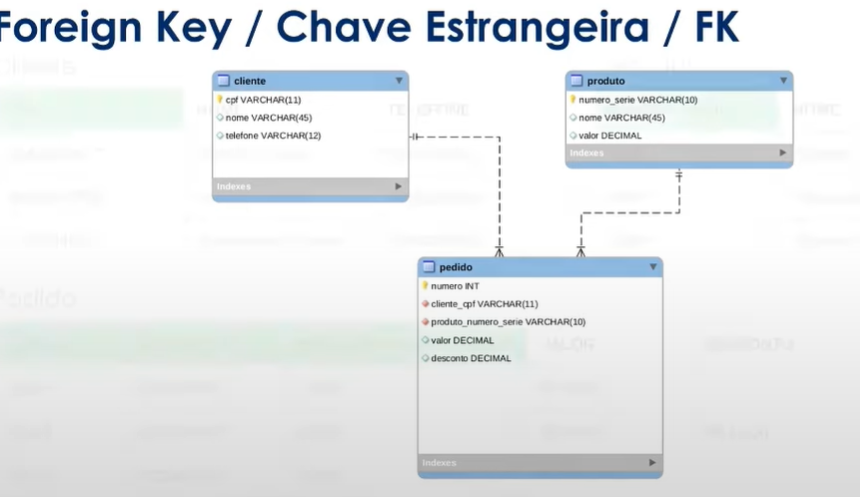 Foreign Key / Chave Estrangeira / FK
cliente
cpf VARCHAR(11)
nome VARCHAR(45)
telefone VARCHAR(12)
Indexes
produto
numero_serie VARCHAR(10)
nome VARCHAR(45)
valor DECIMAL
Indexes
pedido
numero INT
cliente_cpf VARCHAR(11)
produto_numero_serie VARCHAR(10)
valor DECIMAL
desconto DECIMAL
Indexes